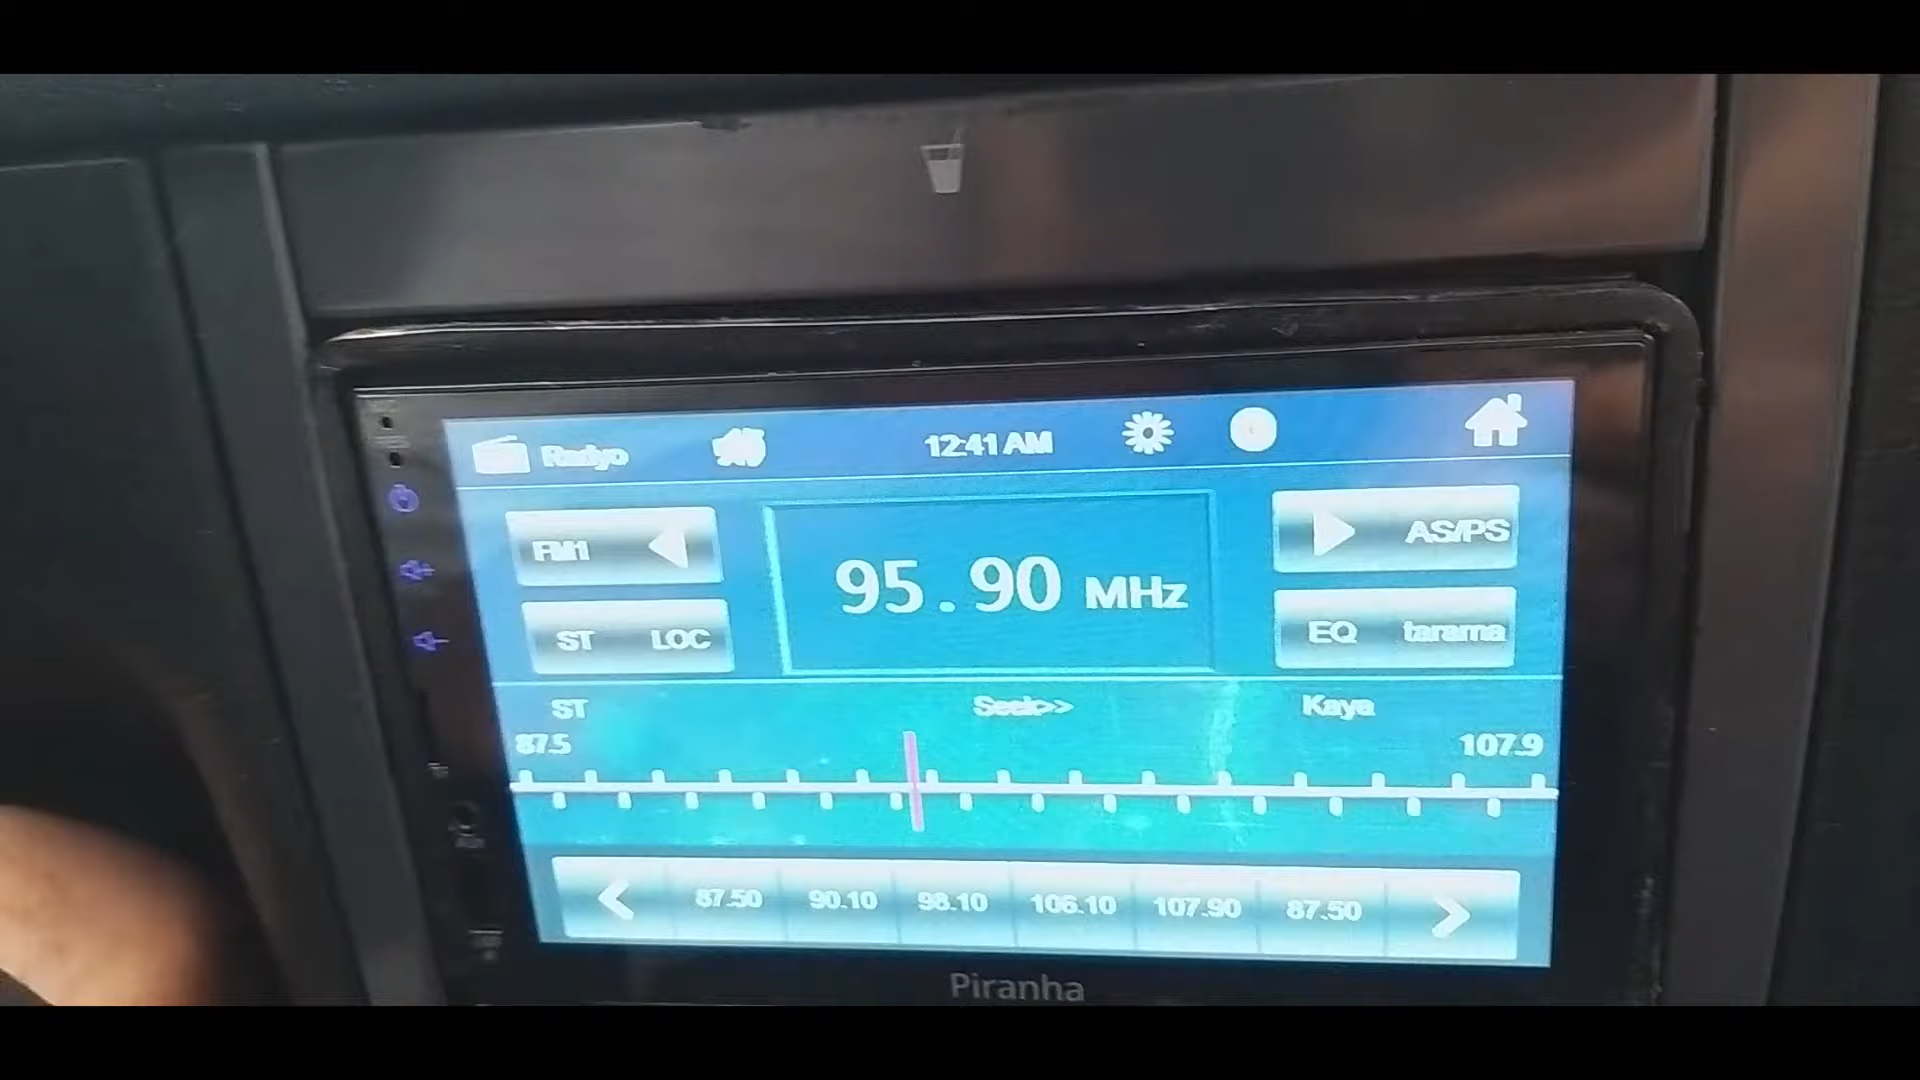 Radyo 12:41 AM
FM1 95.90 MHz AS/PS
ST LOC EQ tarama
ST Seek>> Kaya
87.5 107.9
87.50 90.10 98.10 106.10 107.90 87.50
Piranha